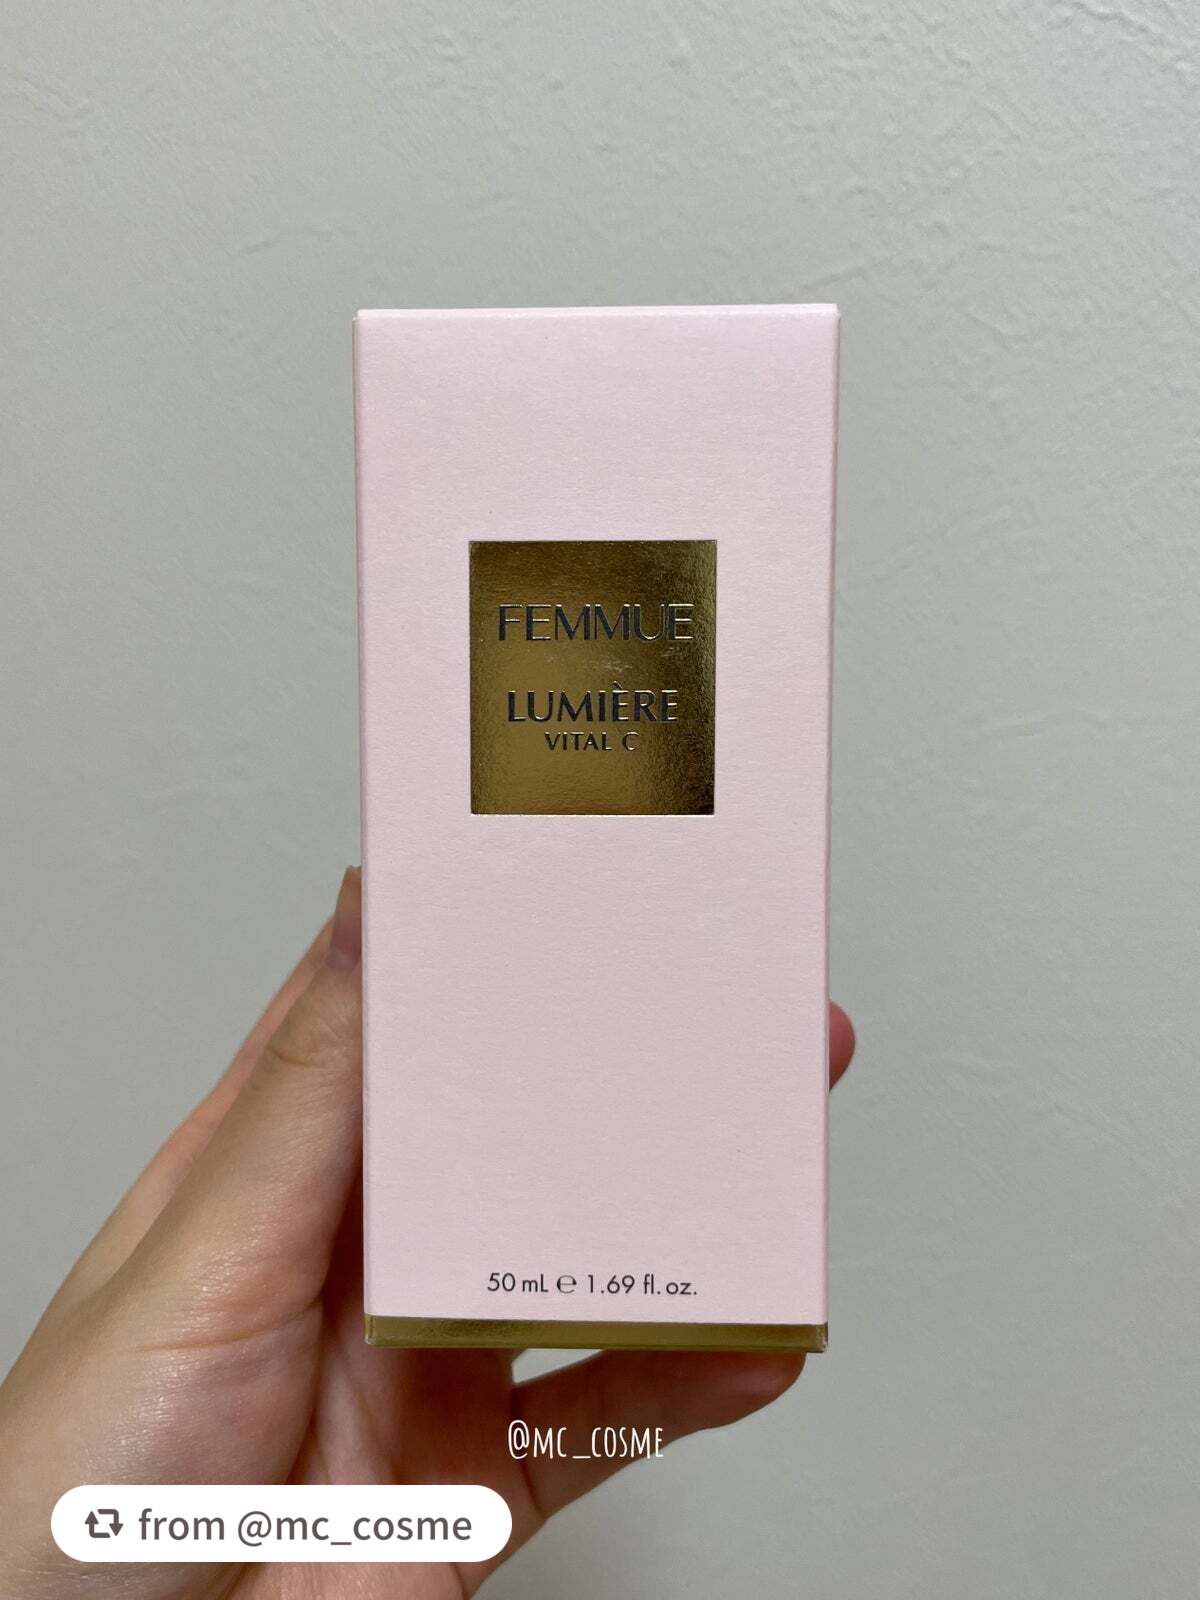 FEMMUE
LUMIÈRE
VITAL C
50 mL ℮ 1.69 fl. oz.
@MC_COSME
from @mc_cosme